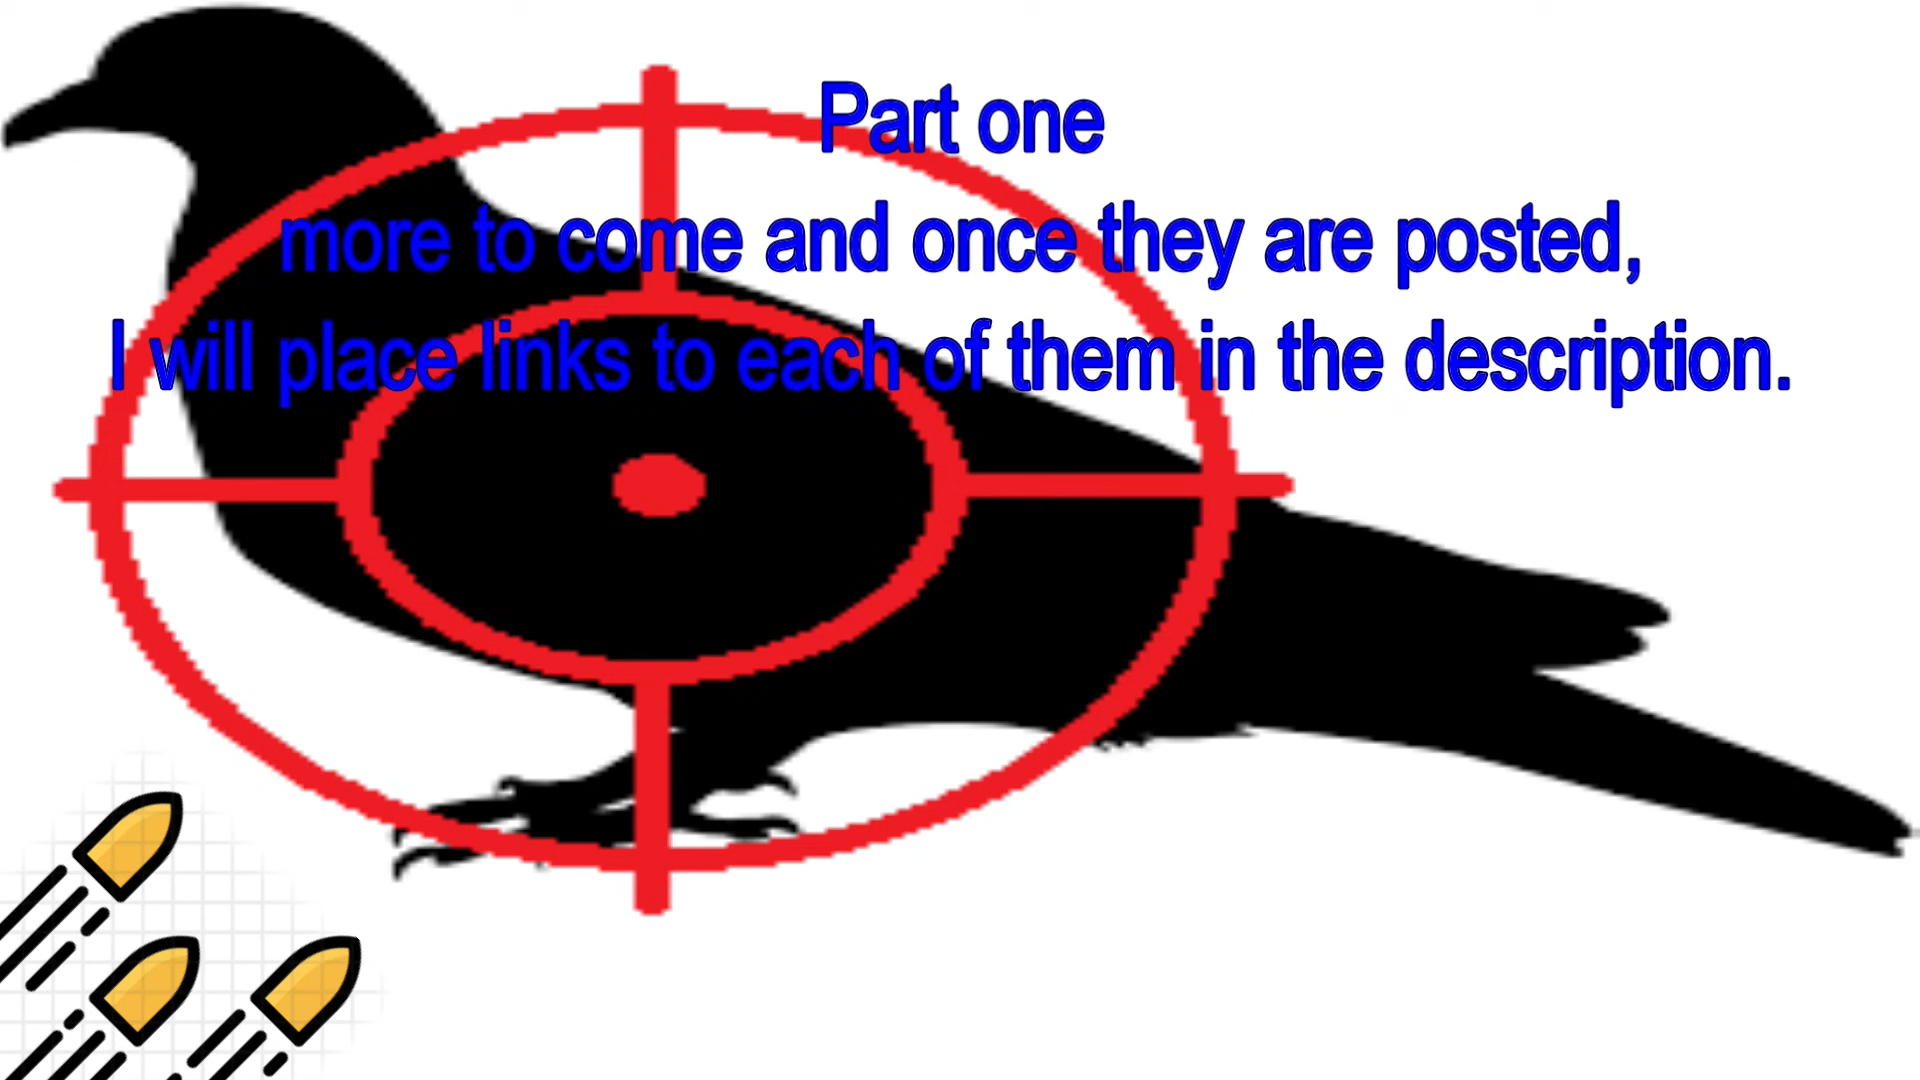 Part one
more to come and once they are posted,
I will place links to each of them in the description.